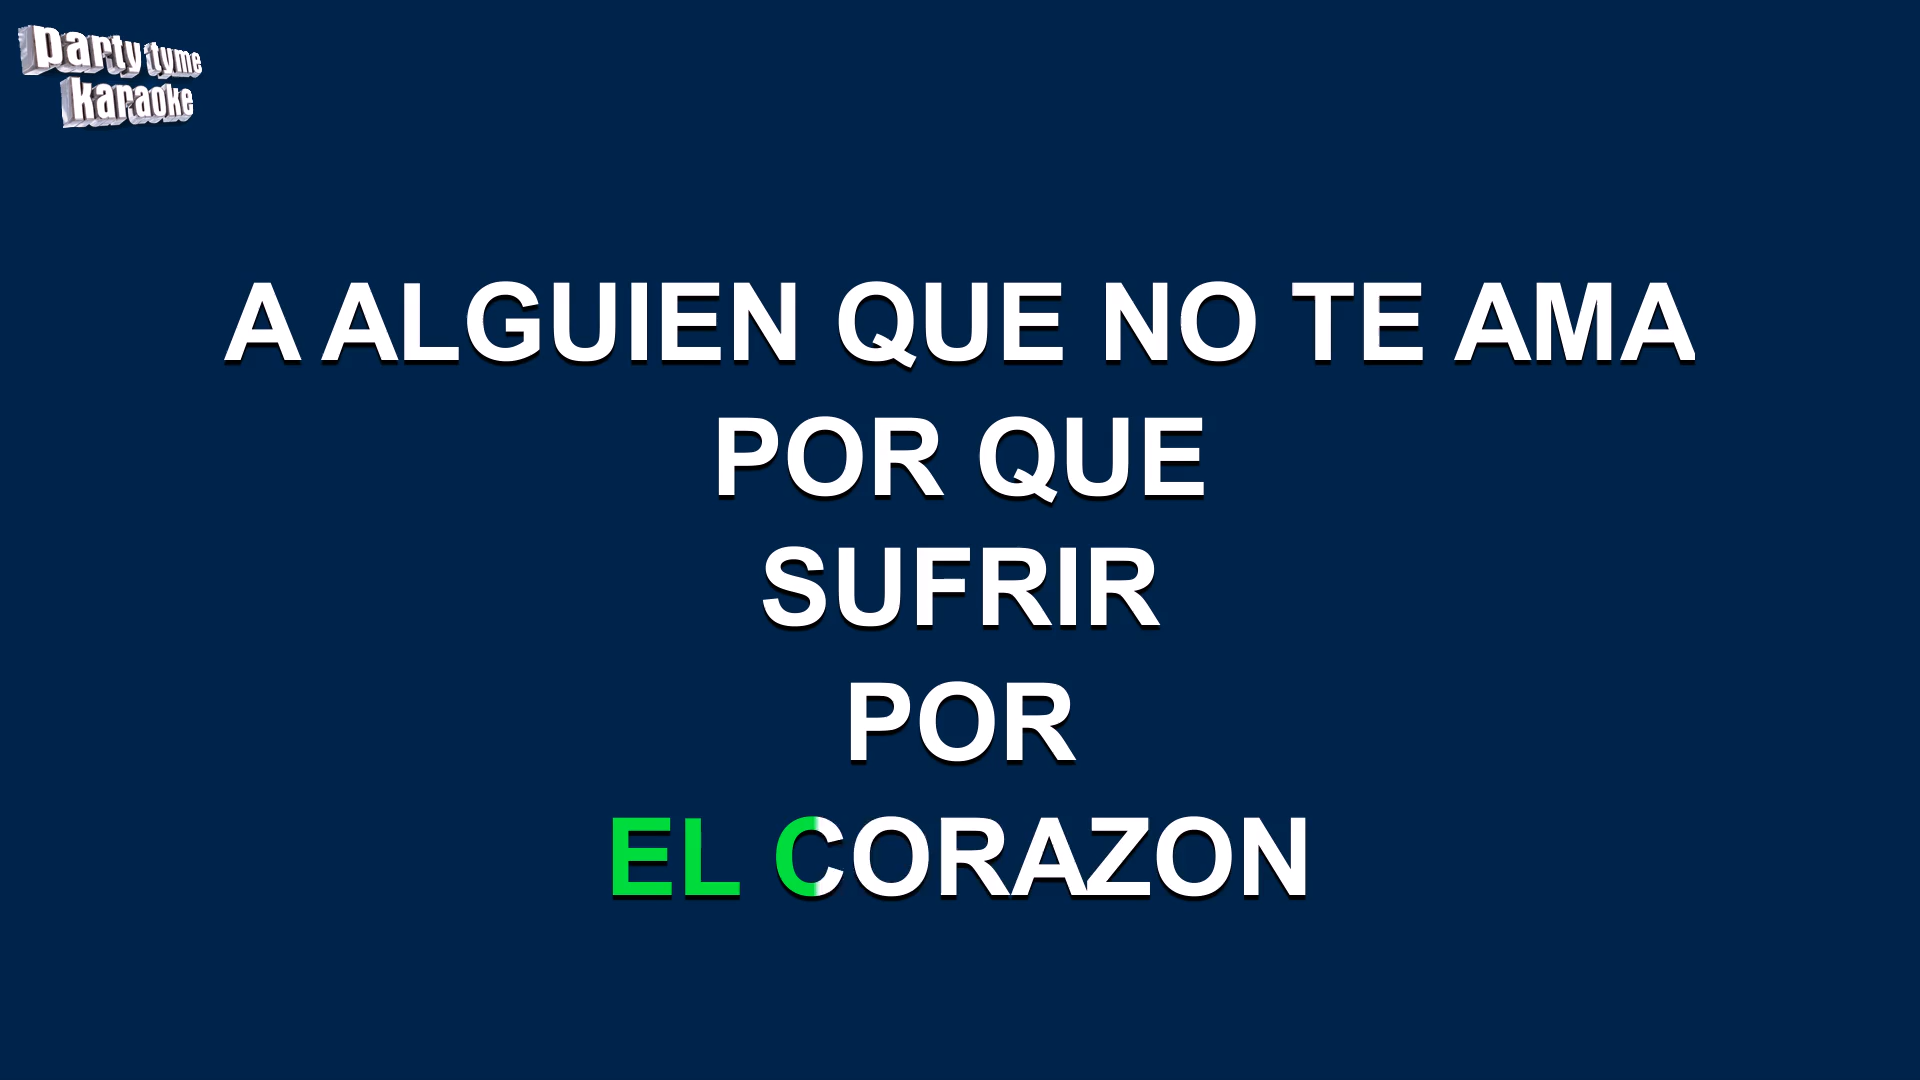 party tyme
karaoke
A ALGUIEN QUE NO TE AMA
POR QUE
SUFRIR
POR
EL CORAZON